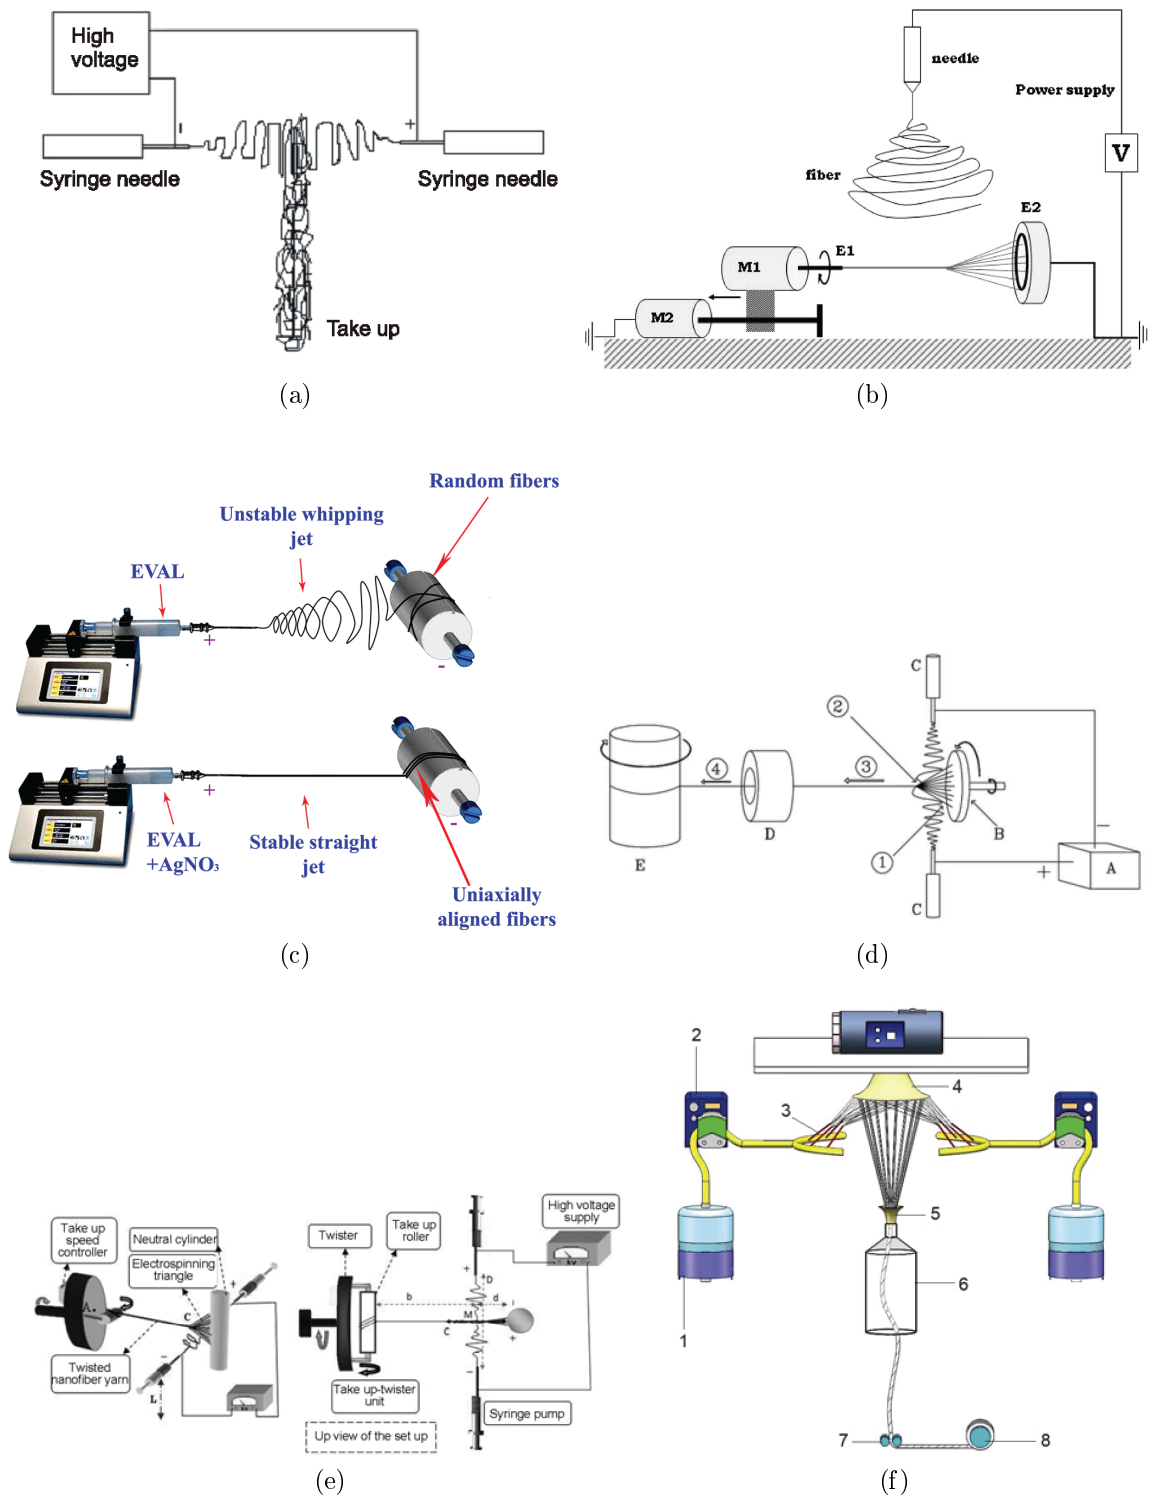 High
voltage
+
Syringe needle
Syringe needle
Take up
(a)
needle
Power supply
V
fiber
E2
E1
M1
M2
(b)
Random fibers
Unstable whipping
jet
EVAL
+
-
EVAL
+AgNO₃
+
Stable straight
jet
-
Uniaxially
aligned fibers
(c)
C
②
④
③
①
E
D
B
−
+
A
C
(d)
Take up
speed
controller
Neutral cylinder
Electrospinning
triangle
+
A
C
−
L
Twisted
nanofiber yarn
Twister
Take up
roller
High voltage
supply
kv
+
D
b
d
M
C
+
−
Take up-twister
unit
Syringe pump
Up view of the set up
(e)
2
4
3
5
6
1
7
8
(f)